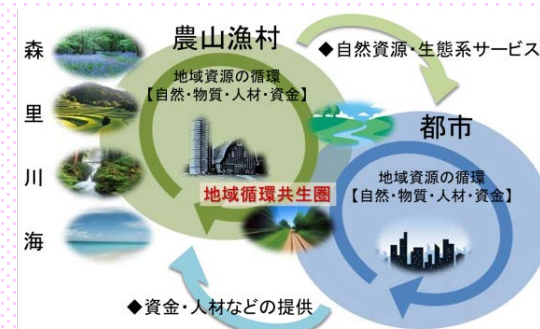 森
里
川
海
農山漁村
地域資源の循環
【自然・物質・人材・資金】
◆自然資源・生態系サービス
都市
地域資源の循環
【自然・物質・人材・資金】
地域循環共生圏
◆資金・人材などの提供